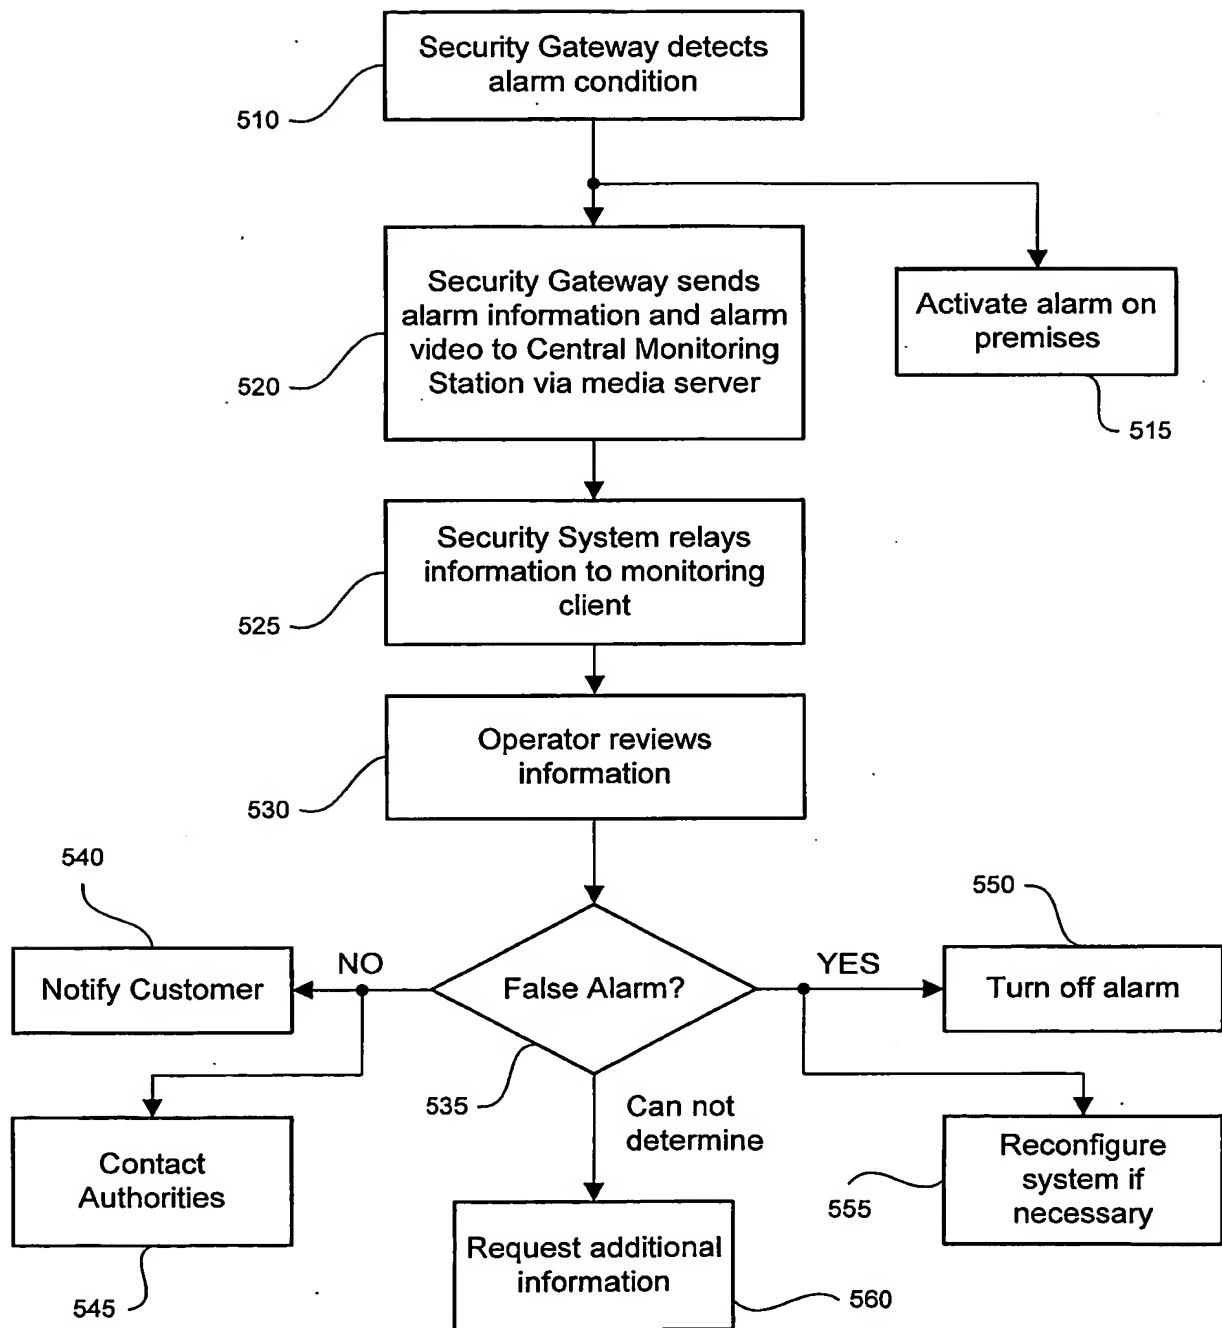 Security Gateway detects
alarm condition
510
Security Gateway sends
alarm information and alarm
video to Central Monitoring
Station via media server
520
Activate alarm on
premises
515
Security System relays
information to monitoring
client
525
Operator reviews
information
530
540
550
NO
YES
Notify Customer
False Alarm?
Turn off alarm
535
Can not
determine
Contact
Authorities
545
Reconfigure
system if
necessary
555
Request additional
information
560